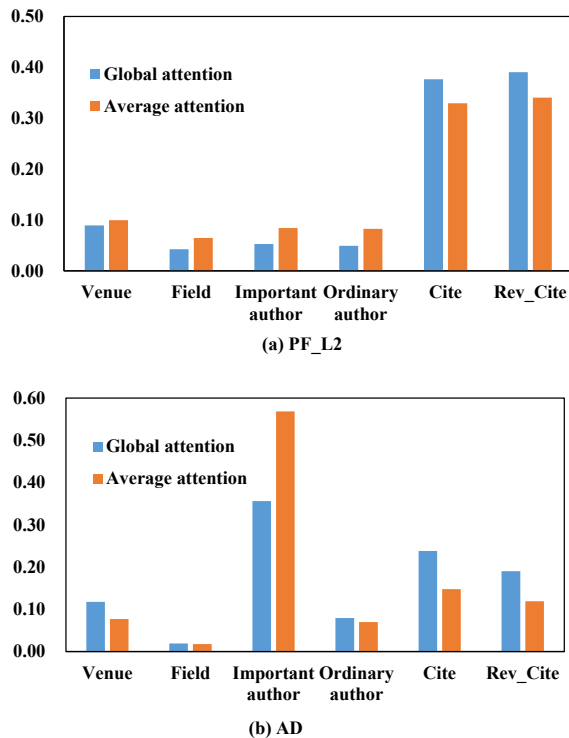 0.50
0.40
0.30
0.20
0.10
0.00
Global attention
Average attention
Venue Field Important author Ordinary author Cite Rev_Cite
(a) PF_L2
0.60
0.50
0.40
0.30
0.20
0.10
0.00
Global attention
Average attention
Venue Field Important author Ordinary author Cite Rev_Cite
(b) AD